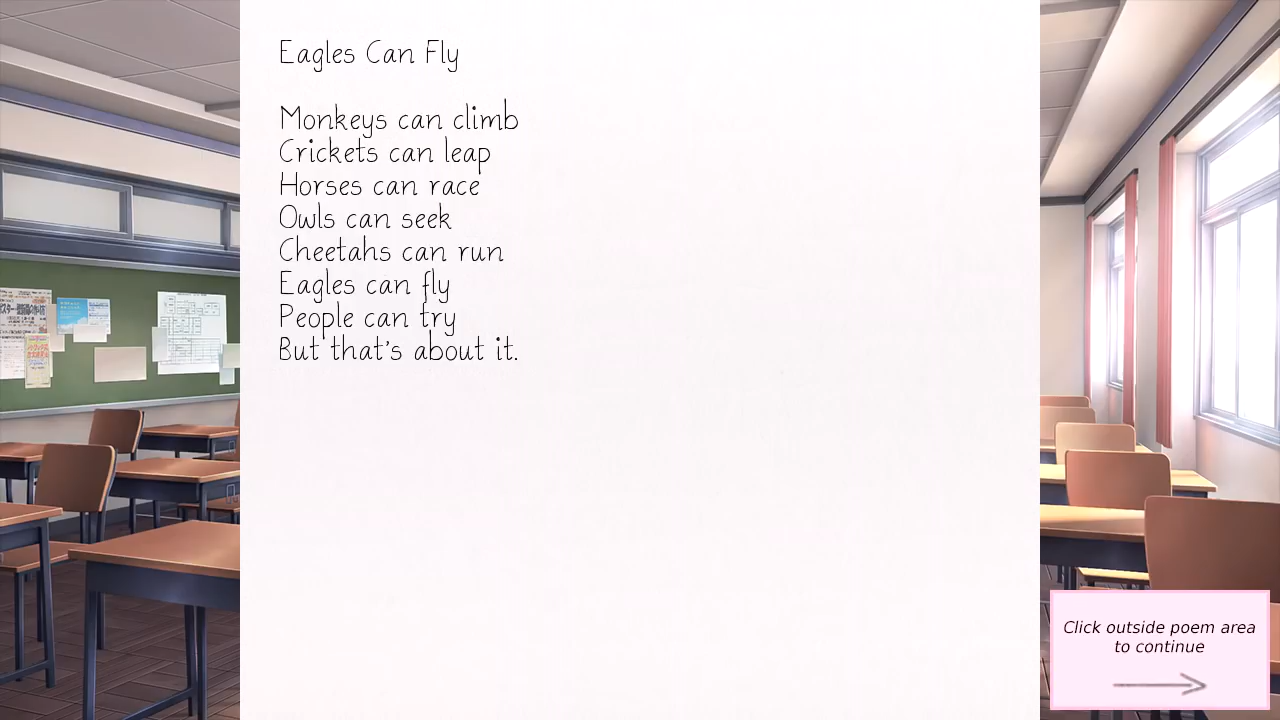 Eagles Can Fly
Monkeys can climb
Crickets can leap
Horses can race
Owls can seek
Cheetahs can run
Eagles can fly
People can try
But that's about it.
Click outside poem area
to continue